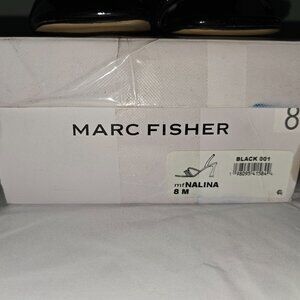 8
MARC FISHER
BLACK 001
mfNALINA
8 M